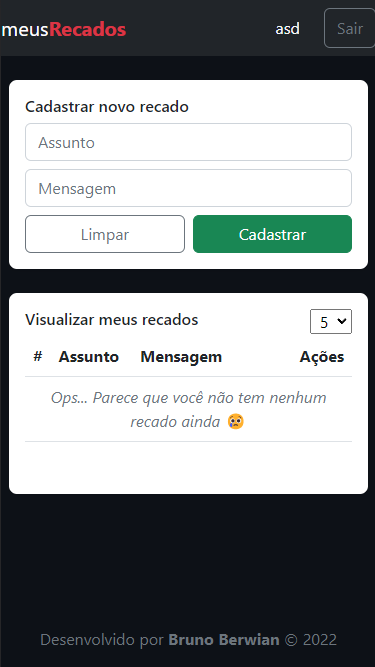 meusRecados asd Sair
Cadastrar novo recado
Assunto
Mensagem
Limpar Cadastrar
Visualizar meus recados 5
# Assunto Mensagem Ações
Ops... Parece que você não tem nenhum
recado ainda 😢
Desenvolvido por Bruno Berwian © 2022